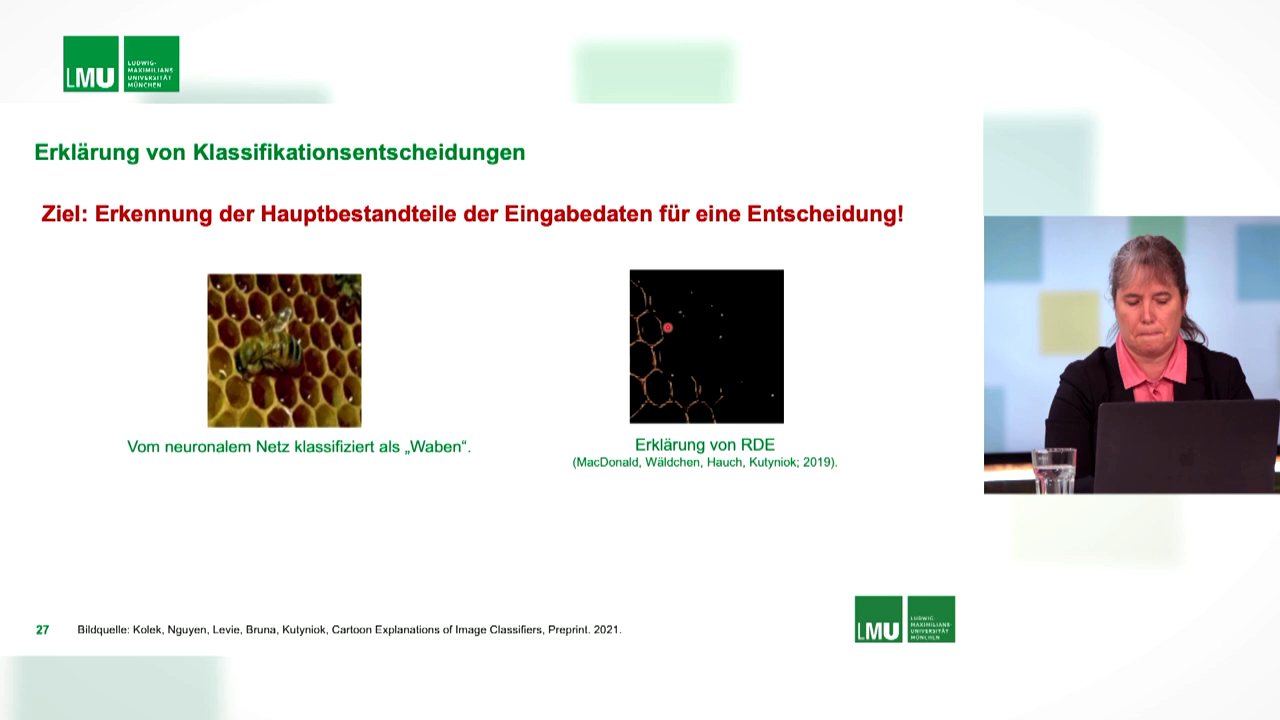 LMU
LUDWIG-
MAXIMILIANS-
UNIVERSITÄT
MÜNCHEN
Erklärung von Klassifikationsentscheidungen
Ziel: Erkennung der Hauptbestandteile der Eingabedaten für eine Entscheidung!
Vom neuronalem Netz klassifiziert als „Waben“.
Erklärung von RDE
(MacDonald, Wäldchen, Hauch, Kutyniok; 2019).
27 Bildquelle: Kolek, Nguyen, Levie, Bruna, Kutyniok, Cartoon Explanations of Image Classifiers, Preprint. 2021.
LMU
LUDWIG-
MAXIMILIANS-
UNIVERSITÄT
MÜNCHEN